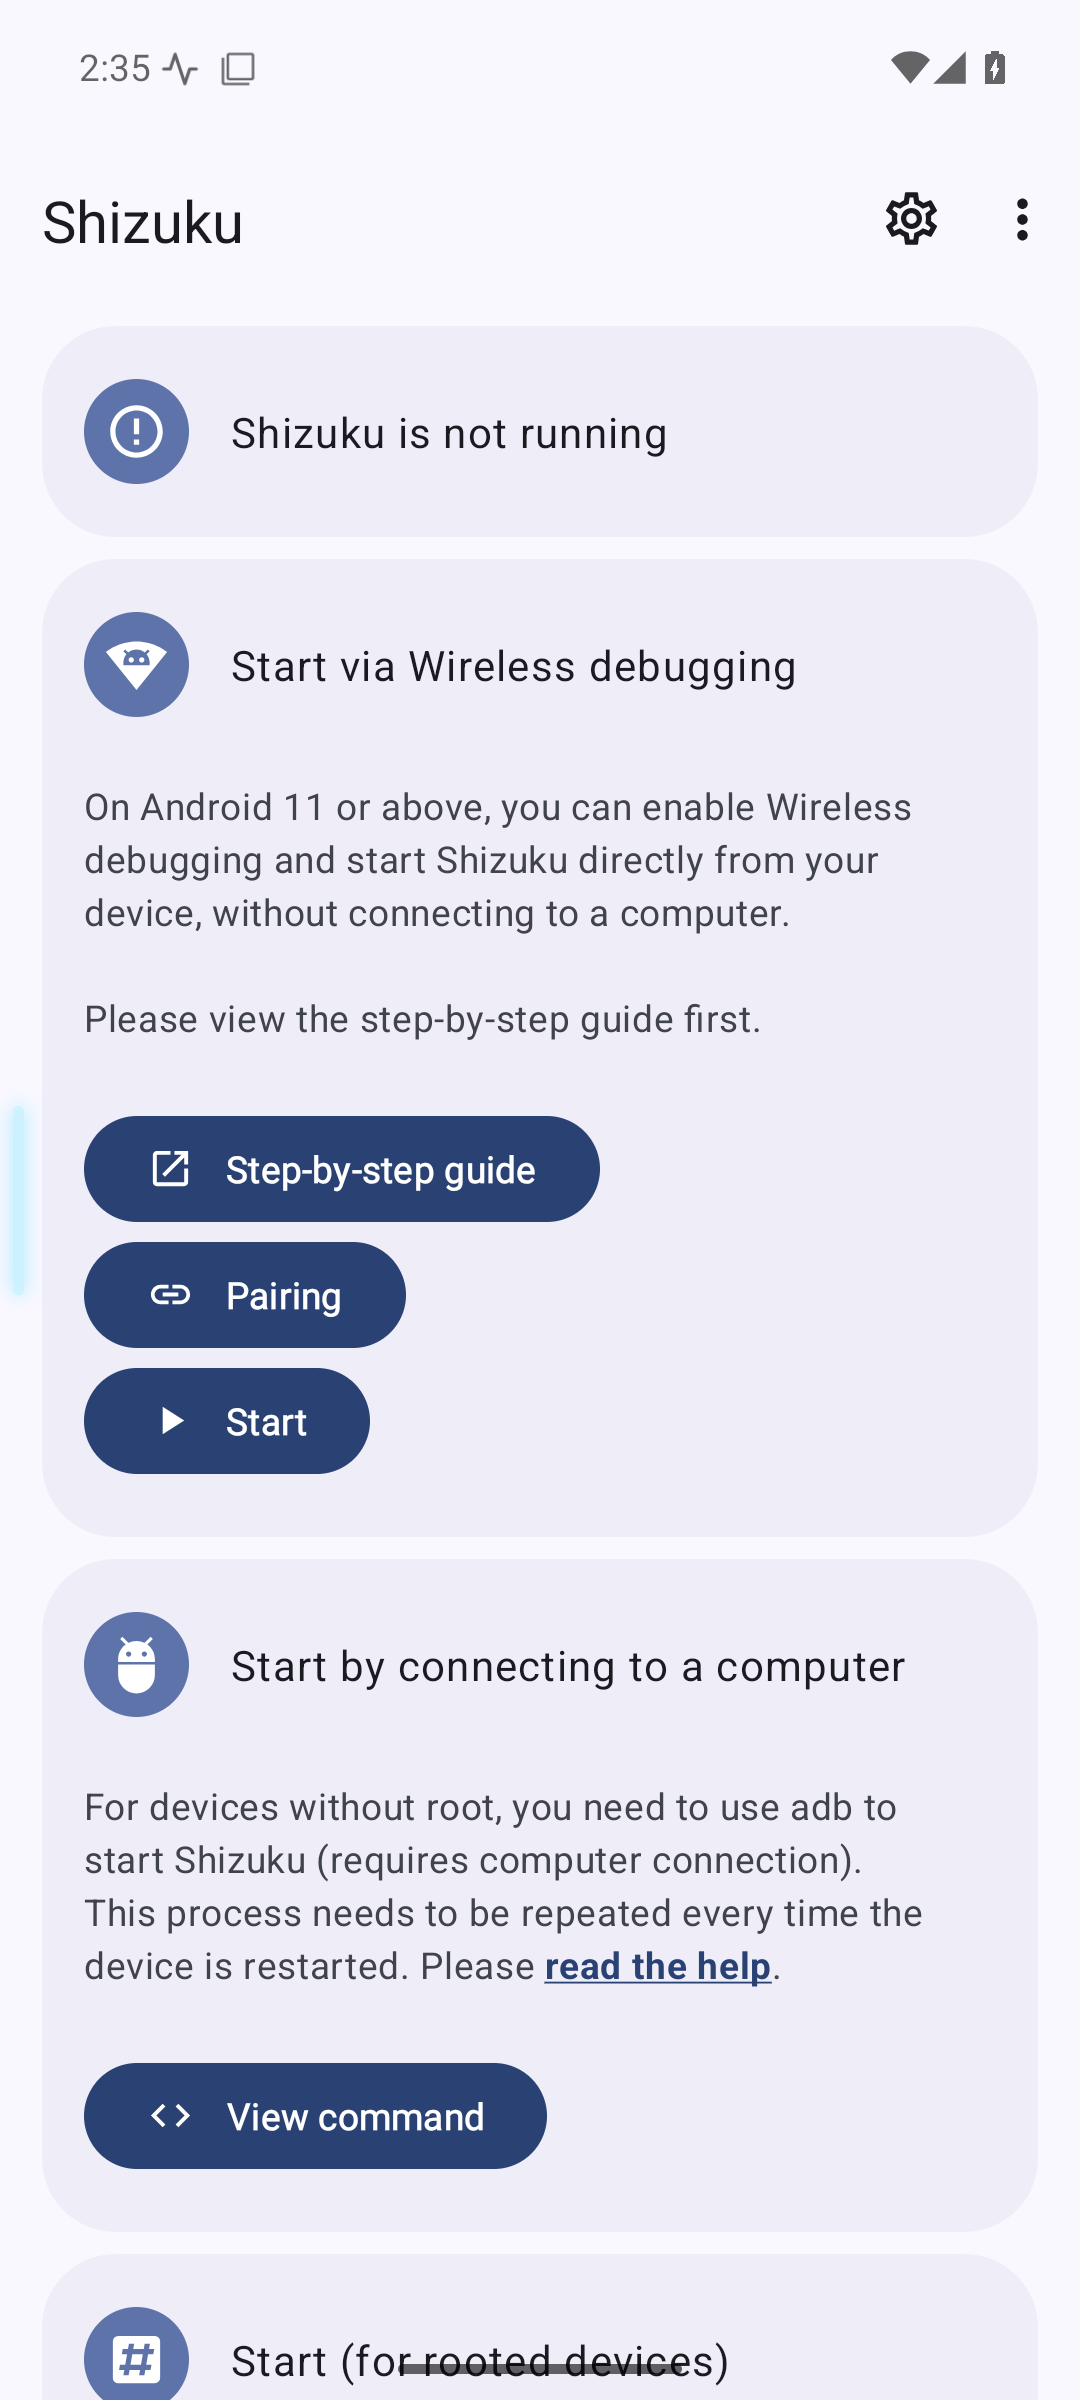 2:35
Shizuku
Shizuku is not running
Start via Wireless debugging
On Android 11 or above, you can enable Wireless
debugging and start Shizuku directly from your
device, without connecting to a computer.
Please view the step-by-step guide first.
Step-by-step guide
Pairing
Start
Start by connecting to a computer
For devices without root, you need to use adb to
start Shizuku (requires computer connection).
This process needs to be repeated every time the
device is restarted. Please read the help.
View command
Start (for rooted devices)